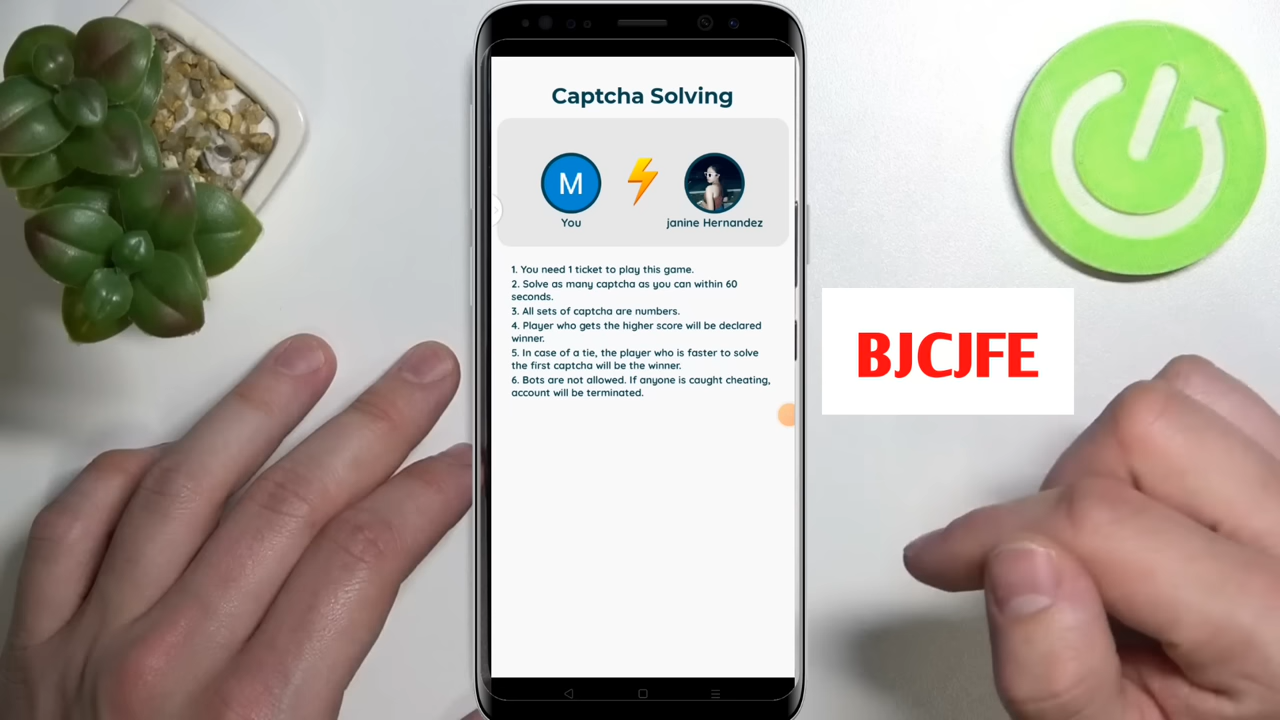 Captcha Solving
M
You
janine Hernandez
1. You need 1 ticket to play this game.
2. Solve as many captcha as you can within 60
seconds.
3. All sets of captcha are numbers.
4. Player who gets the higher score will be declared
winner.
5. In case of a tie, the player who is faster to solve
the first captcha will be the winner.
6. Bots are not allowed. If anyone is caught cheating,
account will be terminated.
BJCJFE